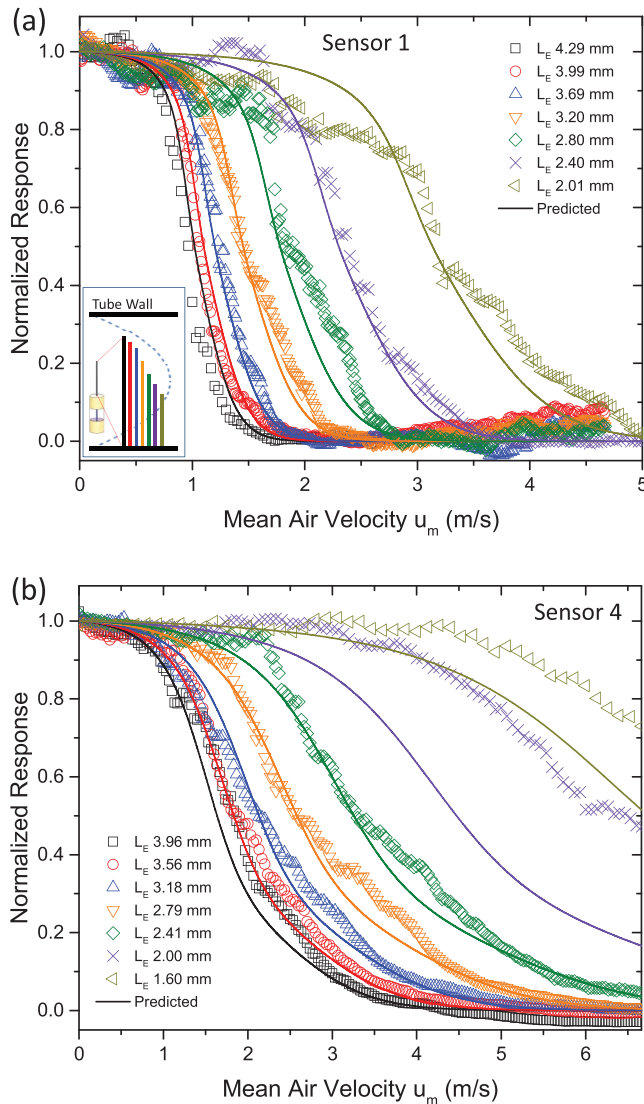 (a)
Sensor 1
L_E 4.29 mm
L_E 3.99 mm
L_E 3.69 mm
L_E 3.20 mm
L_E 2.80 mm
L_E 2.40 mm
L_E 2.01 mm
Predicted
1.0
0.8
0.6
0.4
0.2
0.0
Normalized Response
Tube Wall
0 1 2 3 4 5
Mean Air Velocity u_m (m/s)
(b)
Sensor 4
1.0
0.8
0.6
0.4
0.2
0.0
Normalized Response
L_E 3.96 mm
L_E 3.56 mm
L_E 3.18 mm
L_E 2.79 mm
L_E 2.41 mm
L_E 2.00 mm
L_E 1.60 mm
Predicted
0 1 2 3 4 5 6
Mean Air Velocity u_m (m/s)